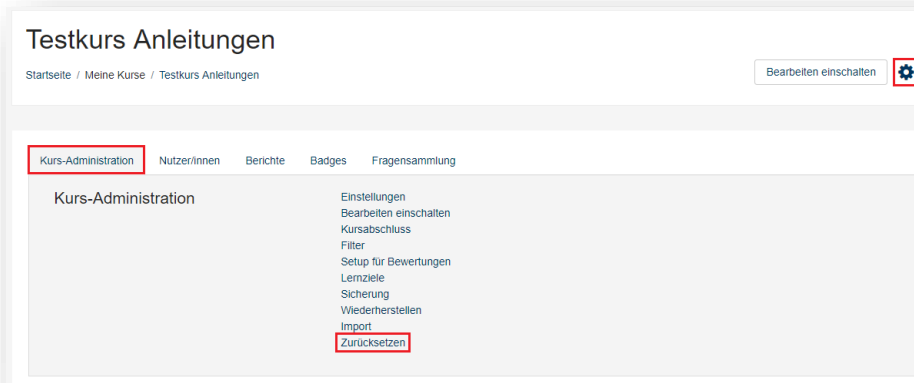 Testkurs Anleitungen
Startseite / Meine Kurse / Testkurs Anleitungen
Bearbeiten einschalten
Kurs-Administration Nutzer/innen Berichte Badges Fragensammlung
Kurs-Administration
Einstellungen
Bearbeiten einschalten
Kursabschluss
Filter
Setup für Bewertungen
Lernziele
Sicherung
Wiederherstellen
Import
Zurücksetzen